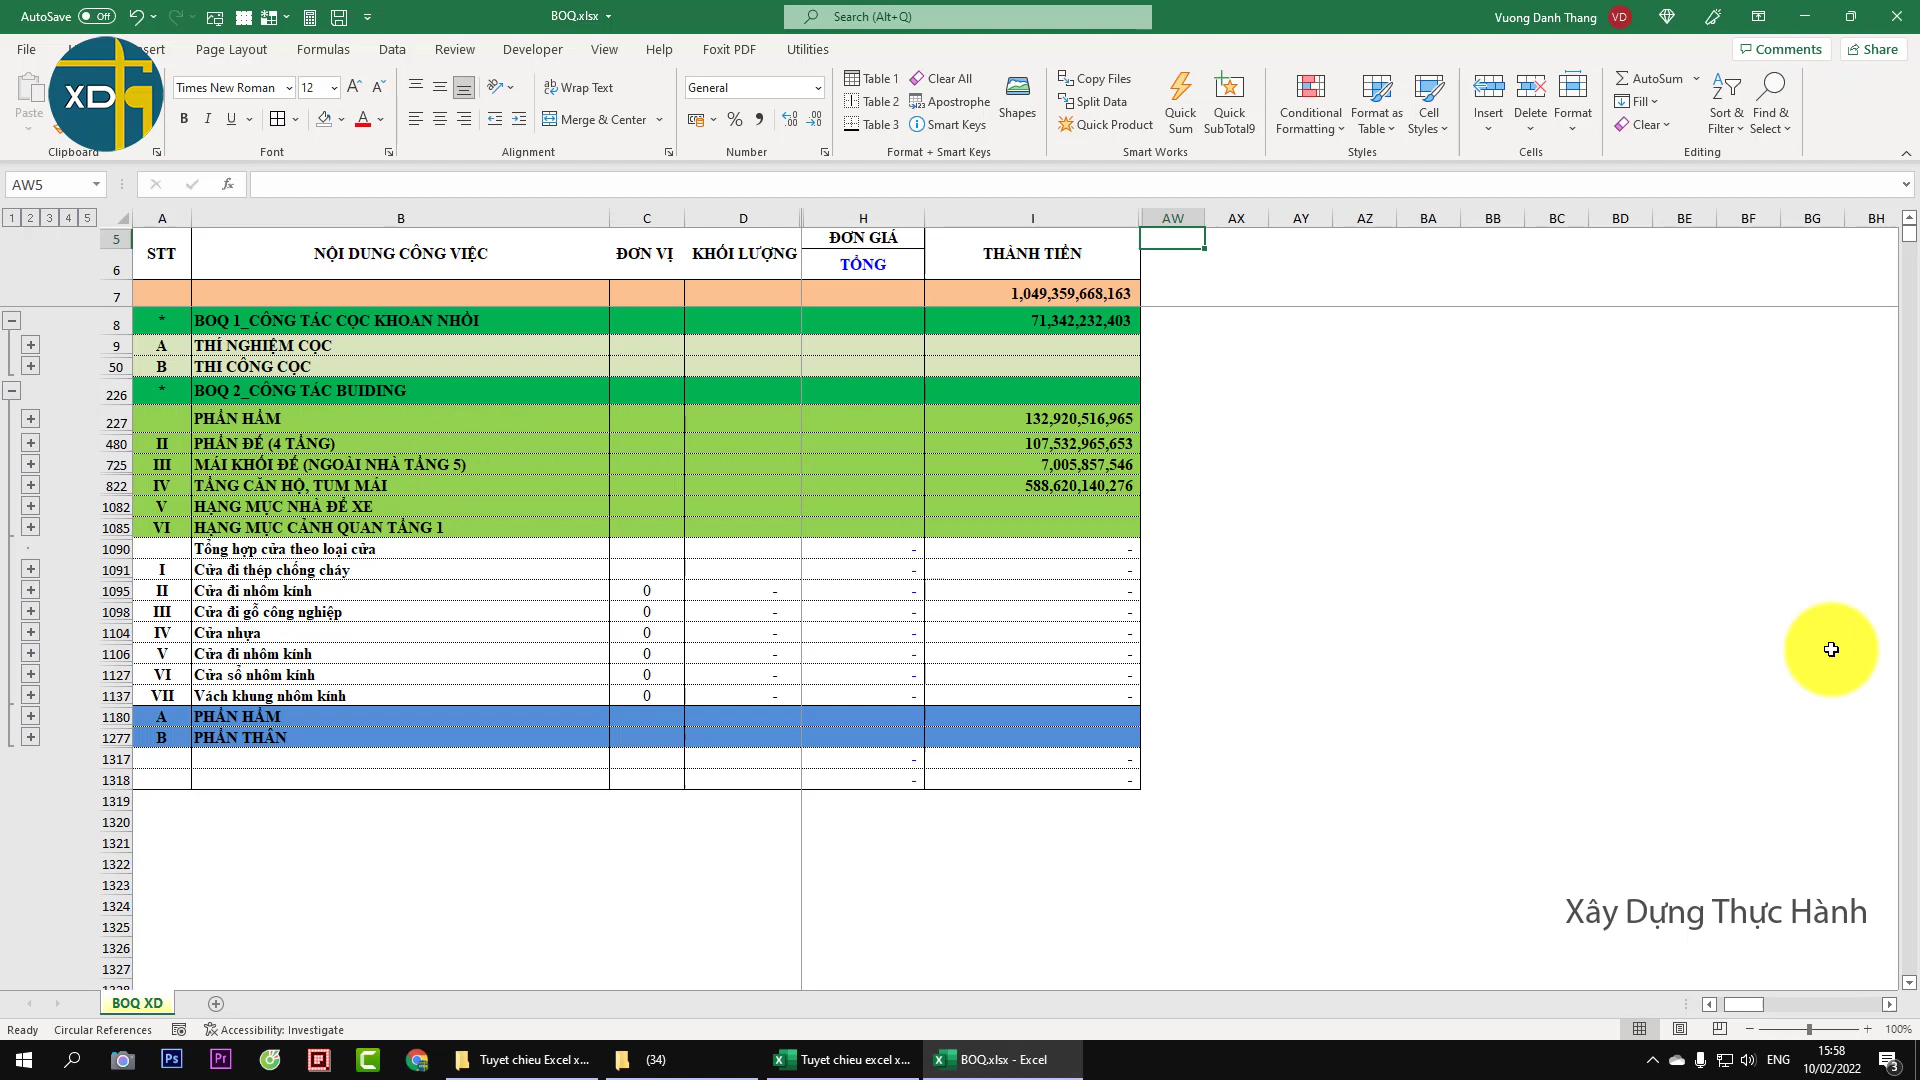 AutoSave Off BOQ.xlsx Search (Alt+Q) Vuong Danh Thang VD
File Insert Page Layout Formulas Data Review Developer View Help Foxit PDF Utilities Comments Share
XD
Paste
Clipboard
Times New Roman 12
B I U
Font
Wrap Text
Merge & Center
Alignment
General
Number
Table 1 Clear All
Table 2 Apostrophe
Table 3 Smart Keys
Shapes
Format + Smart Keys
Copy Files
Split Data
Quick Product
Quick Sum
Quick SubTotal9
Smart Works
Conditional Formatting
Format as Table
Cell Styles
Styles
Insert Delete Format
Cells
AutoSum
Fill
Clear
Sort & Filter
Find & Select
Editing
AW5 fx
1 2 3 4 5 A B C D H I AW AX AY AZ BA BB BC BD BE BF BG BH
5 STT NỘI DUNG CÔNG VIỆC ĐƠN VỊ KHỐI LƯỢNG ĐƠN GIÁ THÀNH TIỀN
6 TỔNG
7 1,049,359,668,163
8 * BOQ 1_CÔNG TÁC CỌC KHOAN NHỒI 71,342,232,403
9 A THÍ NGHIỆM CỌC
50 B THI CÔNG CỌC
226 * BOQ 2_CÔNG TÁC BUIDING
227 PHẦN HẦM 132,920,516,965
480 II PHẦN ĐẾ (4 TẦNG) 107,532,965,653
725 III MÁI KHỐI ĐẾ (NGOÀI NHÀ TẦNG 5) 7,005,857,546
822 IV TẦNG CĂN HỘ, TUM MÁI 588,620,140,276
1082 V HẠNG MỤC NHÀ ĐỂ XE
1085 VI HẠNG MỤC CẢNH QUAN TẦNG 1
1090 Tổng hợp cửa theo loại cửa - -
1091 I Cửa đi thép chống cháy - -
1095 II Cửa đi nhôm kính 0 - - -
1098 III Cửa đi gỗ công nghiệp 0 - - -
1104 IV Cửa nhựa 0 - - -
1106 V Cửa đi nhôm kính 0 - - -
1127 VI Cửa sổ nhôm kính 0 - - -
1137 VII Vách khung nhôm kính 0 - - -
1180 A PHẦN HẦM
1277 B PHẦN THÂN
1317 - -
1318 - -
1319
1320
1321
1322
1323
1324
1325
1326
1327
Xây Dựng Thực Hành
BOQ XD
Ready Circular References Accessibility: Investigate 100%
Ps Pr Tuyet chieu Excel x... (34) Tuyet chieu excel x... BOQ.xlsx - Excel ENG 15:58
10/02/2022 3